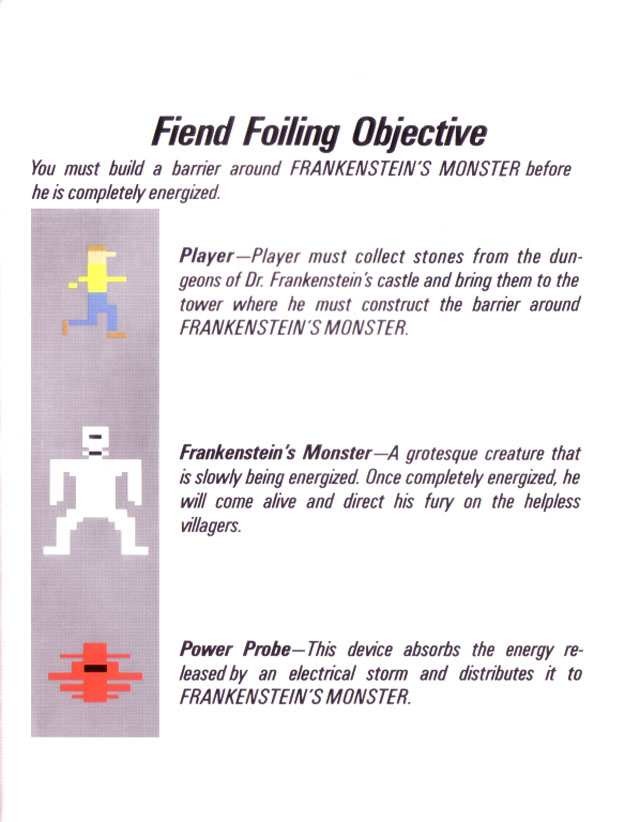 Fiend Foiling Objective
You must build a barrier around FRANKENSTEIN'S MONSTER before
he is completely energized.
Player—Player must collect stones from the dun-
geons of Dr. Frankenstein's castle and bring them to the
tower where he must construct the barrier around
FRANKENSTEIN'S MONSTER.
Frankenstein's Monster—A grotesque creature that
is slowly being energized. Once completely energized, he
will come alive and direct his fury on the helpless
villagers.
Power Probe—This device absorbs the energy re-
leased by an electrical storm and distributes it to
FRANKENSTEIN'S MONSTER.